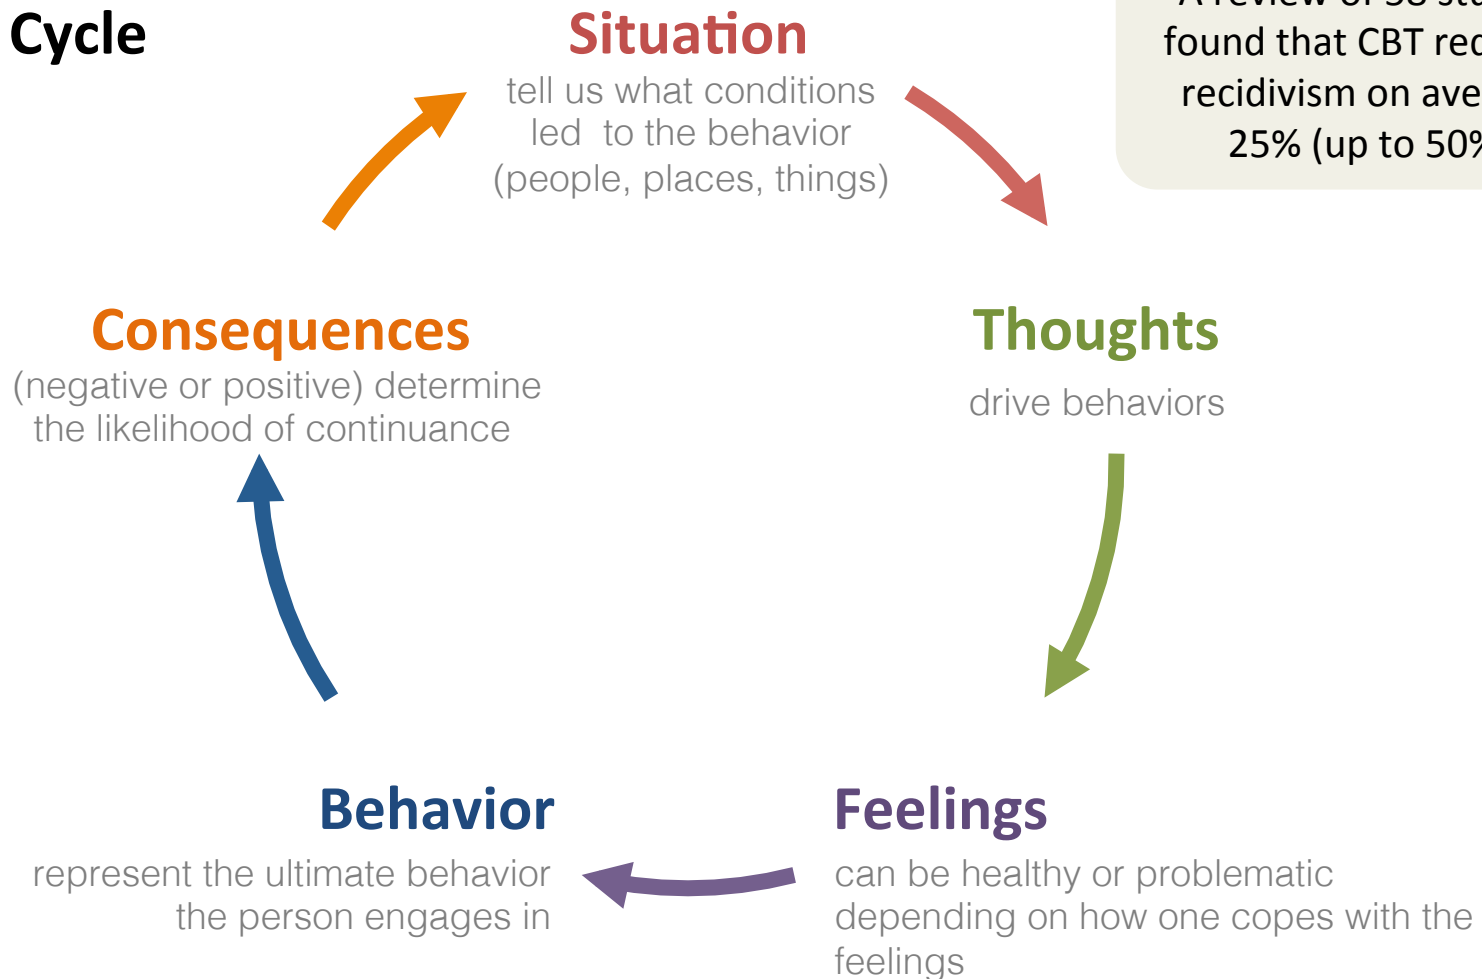 Cycle
Situation
tell us what conditions
led to the behavior
(people, places, things)
A review of
found that CBT
recidivism on
25% (up to 50%
Thoughts
drive behaviors
Feelings
can be healthy or problematic
depending on how one copes with the
feelings
Behavior
represent the ultimate behavior
the person engages in
Consequences
(negative or positive) determine
the likelihood of continuance